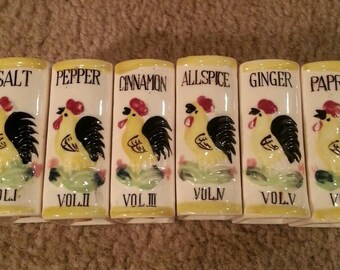 SALT
VOL.I
PEPPER
VOL.II
CINNAMON
VOL.III
ALLSPICE
VOL.IV
GINGER
VOL.V
PAPR
V